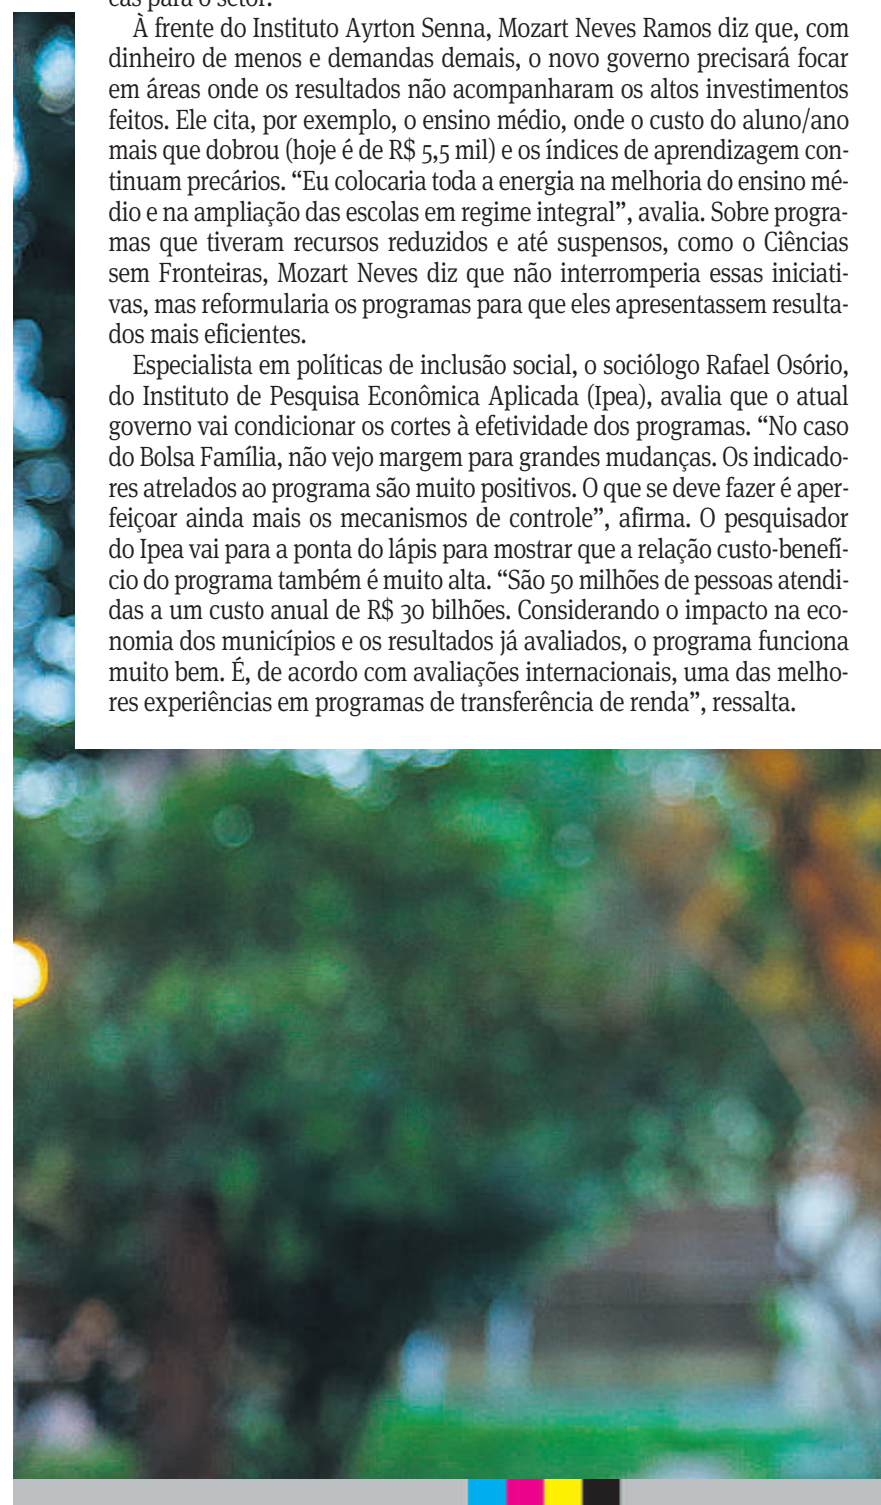 cas para o setor.
À frente do Instituto Ayrton Senna, Mozart Neves Ramos diz que, com
dinheiro de menos e demandas demais, o novo governo precisará focar
em áreas onde os resultados não acompanharam os altos investimentos
feitos. Ele cita, por exemplo, o ensino médio, onde o custo do aluno/ano
mais que dobrou (hoje é de R$ 5,5 mil) e os índices de aprendizagem con-
tinuam precários. “Eu colocaria toda a energia na melhoria do ensino mé-
dio e na ampliação das escolas em regime integral”, avalia. Sobre progra-
mas que tiveram recursos reduzidos e até suspensos, como o Ciências
sem Fronteiras, Mozart Neves diz que não interromperia essas iniciati-
vas, mas reformularia os programas para que eles apresentassem resulta-
dos mais eficientes.
Especialista em políticas de inclusão social, o sociólogo Rafael Osório,
do Instituto de Pesquisa Econômica Aplicada (Ipea), avalia que o atual
governo vai condicionar os cortes à efetividade dos programas. “No caso
do Bolsa Família, não vejo margem para grandes mudanças. Os indicado-
res atrelados ao programa são muito positivos. O que se deve fazer é aper-
feiçoar ainda mais os mecanismos de controle”, afirma. O pesquisador
do Ipea vai para a ponta do lápis para mostrar que a relação custo-benefí-
cio do programa também é muito alta. “São 50 milhões de pessoas atendi-
das a um custo anual de R$ 30 bilhões. Considerando o impacto na eco-
nomia dos municípios e os resultados já avaliados, o programa funciona
muito bem. É, de acordo com avaliações internacionais, uma das melho-
res experiências em programas de transferência de renda”, ressalta.